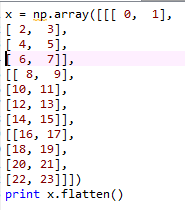 x = np.array([[[ 0,  1],
[ 2,  3],
[ 4,  5],
[ 6,  7]],
[[ 8,  9],
[10, 11],
[12, 13],
[14, 15]],
[[16, 17],
[18, 19],
[20, 21],
[22, 23]]])
print x.flatten()